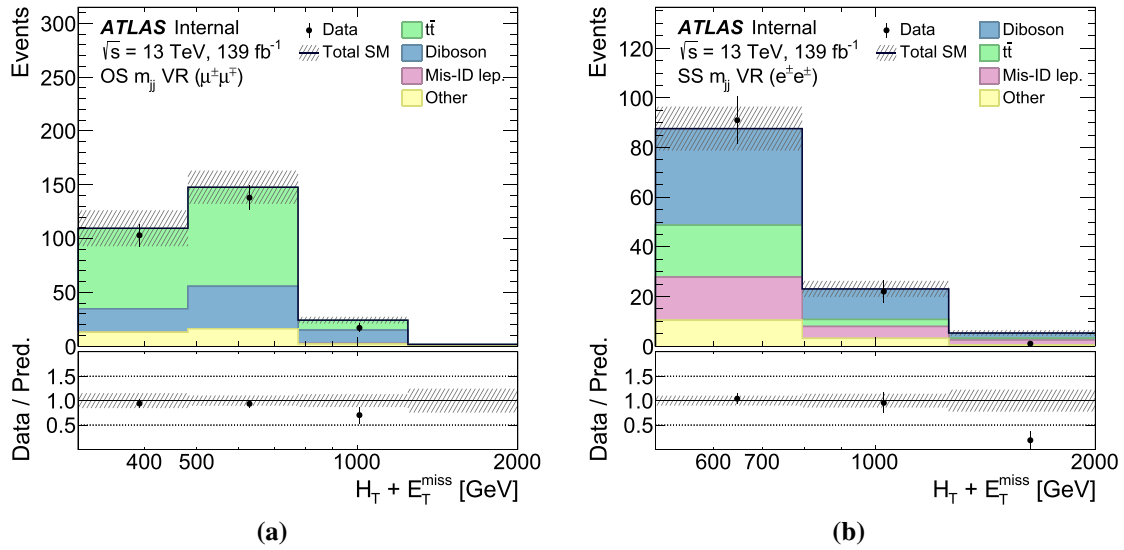 Events
300
250
200
150
100
50
0
ATLAS Internal
√s = 13 TeV, 139 fb⁻¹
OS m_jj VR (μ^±μ^∓)
Data
Total SM
tt̄
Diboson
Mis-ID lep.
Other
Data / Pred.
1.5
1.0
0.5
400 500 1000 2000
H_T + E_T^miss [GeV]
(a)
Events
120
100
80
60
40
20
0
ATLAS Internal
√s = 13 TeV, 139 fb⁻¹
SS m_jj VR (e^±e^±)
Data
Total SM
Diboson
tt̄
Mis-ID lep.
Other
Data / Pred.
1.5
1.0
0.5
600 700 1000 2000
H_T + E_T^miss [GeV]
(b)